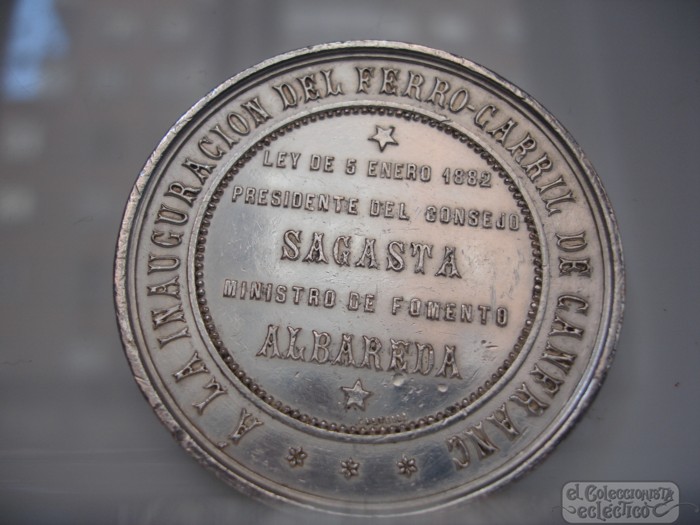 Á LA INAUGURACION DEL FERRO-CARRIL DE CANFRANC
LEY DE 5 ENERO 1882
PRESIDENTE DEL CONSEJO
SAGASTA
MINISTRO DE FOMENTO
ALBAREDA
el Coleccionista
ecléctico